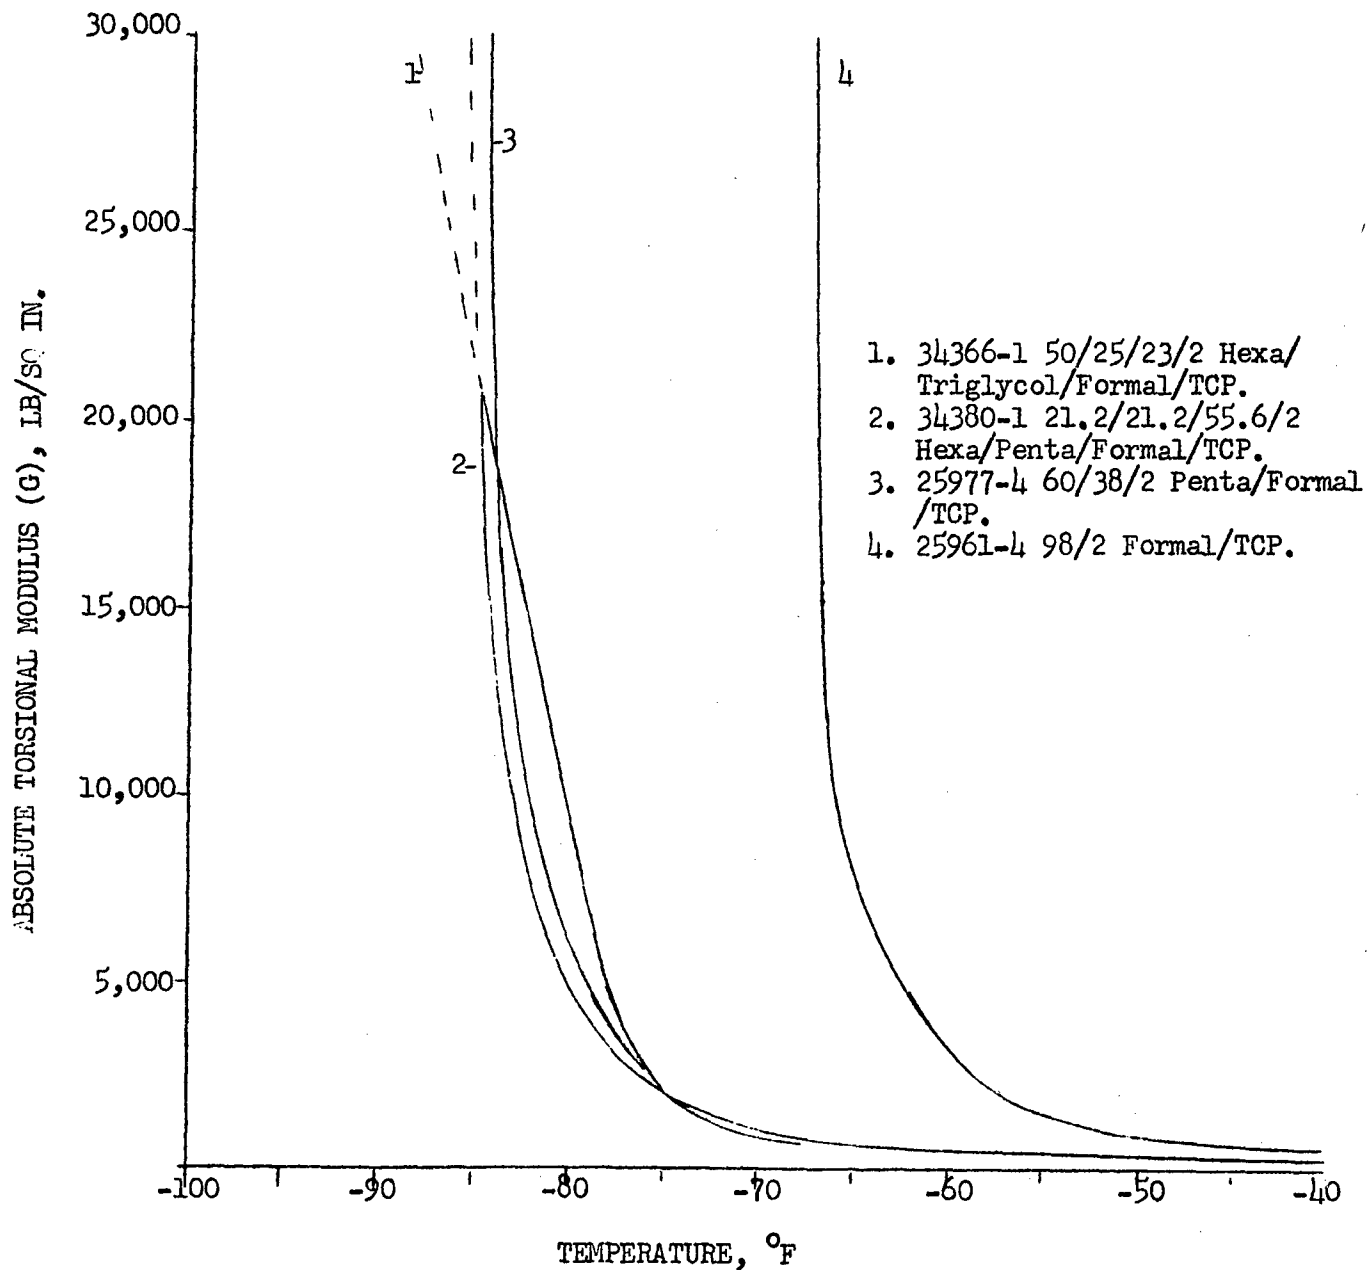 30,000
25,000
20,000
15,000
10,000
5,000
ABSOLUTE TORSIONAL MODULUS (G), LB/SQ IN.
1
2
3
4
1. 34366-1 50/25/23/2 Hexa/
Triglycol/Formal/TCP.
2. 34380-1 21.2/21.2/55.6/2
Hexa/Penta/Formal/TCP.
3. 25977-4 60/38/2 Penta/Formal
/TCP.
4. 25961-4 98/2 Formal/TCP.
-100 -90 -80 -70 -60 -50 -40
TEMPERATURE, °F